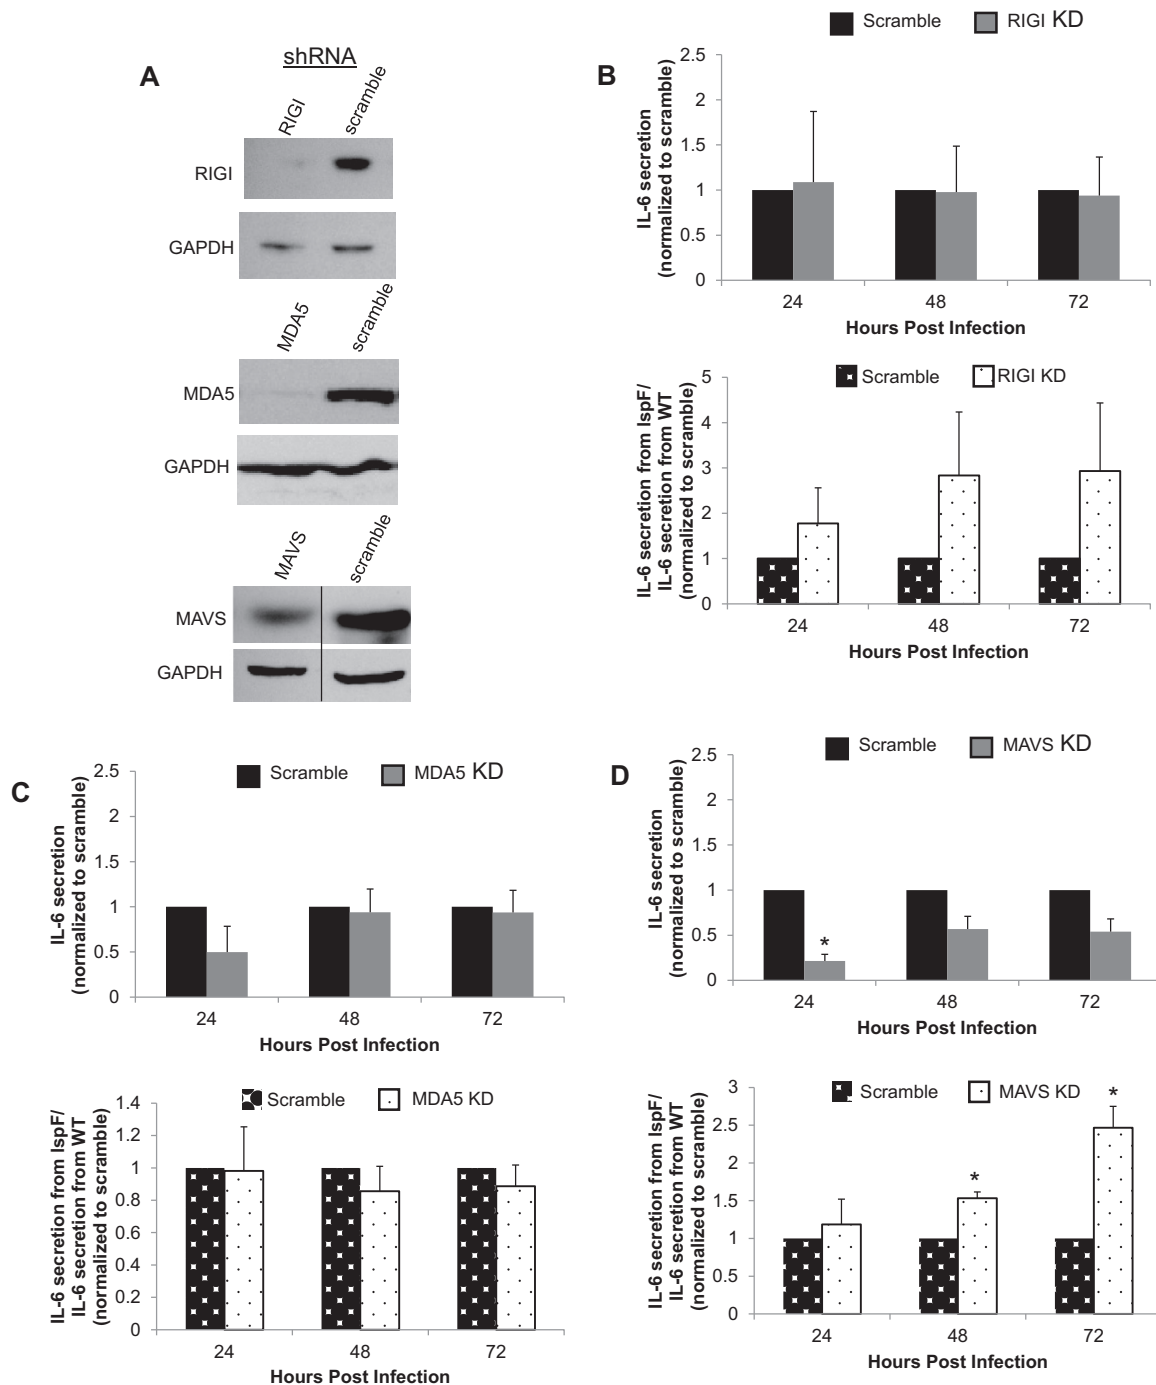 A
shRNA
RIGI
scramble
RIGI
GAPDH
MDA5
scramble
MDA5
GAPDH
MAVS
scramble
MAVS
GAPDH
B
Scramble
RIGI KD
IL-6 secretion
(normalized to scramble)
2.5
2
1.5
1
0.5
0
24
48
72
Hours Post Infection
Scramble
RIGI KD
IL-6 secretion from lspF/
IL-6 secretion from WT
(normalized to scramble)
5
4
3
2
1
0
24
48
72
Hours Post Infection
C
Scramble
MDA5 KD
IL-6 secretion
(normalized to scramble)
2.5
2
1.5
1
0.5
0
24
48
72
Hours Post Infection
Scramble
MDA5 KD
IL-6 secretion from lspF/
IL-6 secretion from WT
(normalized to scramble)
1.4
1.2
1
0.8
0.6
0.4
0.2
0
24
48
72
Hours Post Infection
D
Scramble
MAVS KD
IL-6 secretion
(normalized to scramble)
2.5
2
1.5
1
0.5
0
*
24
48
72
Hours Post Infection
Scramble
MAVS KD
IL-6 secretion from lspF/
IL-6 secretion from WT
(normalized to scramble)
3
2.5
2
1.5
1
0.5
0
*
*
24
48
72
Hours Post Infection